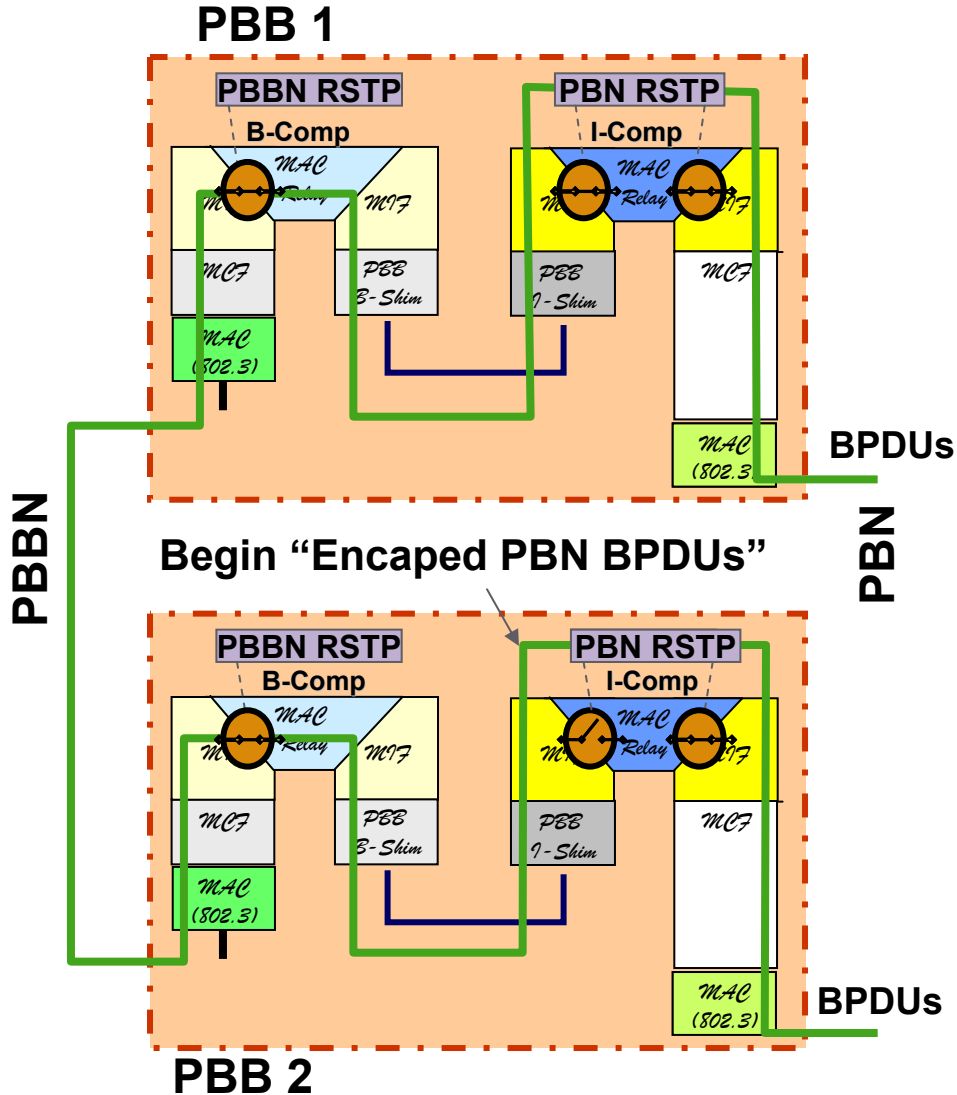 PBB 1
PBBN RSTP
PBN RSTP
B-Comp
I-Comp
MAC
Relay
MIF
MAC
Relay
MCF
PBB
B-Shim
PBB
I-Shim
MCF
MAC
(802.3)
MAC
(802.3)
BPDUs
PBBN
PBN
Begin “Encaped PBN BPDUs”
PBBN RSTP
PBN RSTP
B-Comp
I-Comp
MAC
Relay
MIF
MAC
Relay
MCF
PBB
B-Shim
PBB
I-Shim
MCF
MAC
(802.3)
MAC
(802.3)
BPDUs
PBB 2